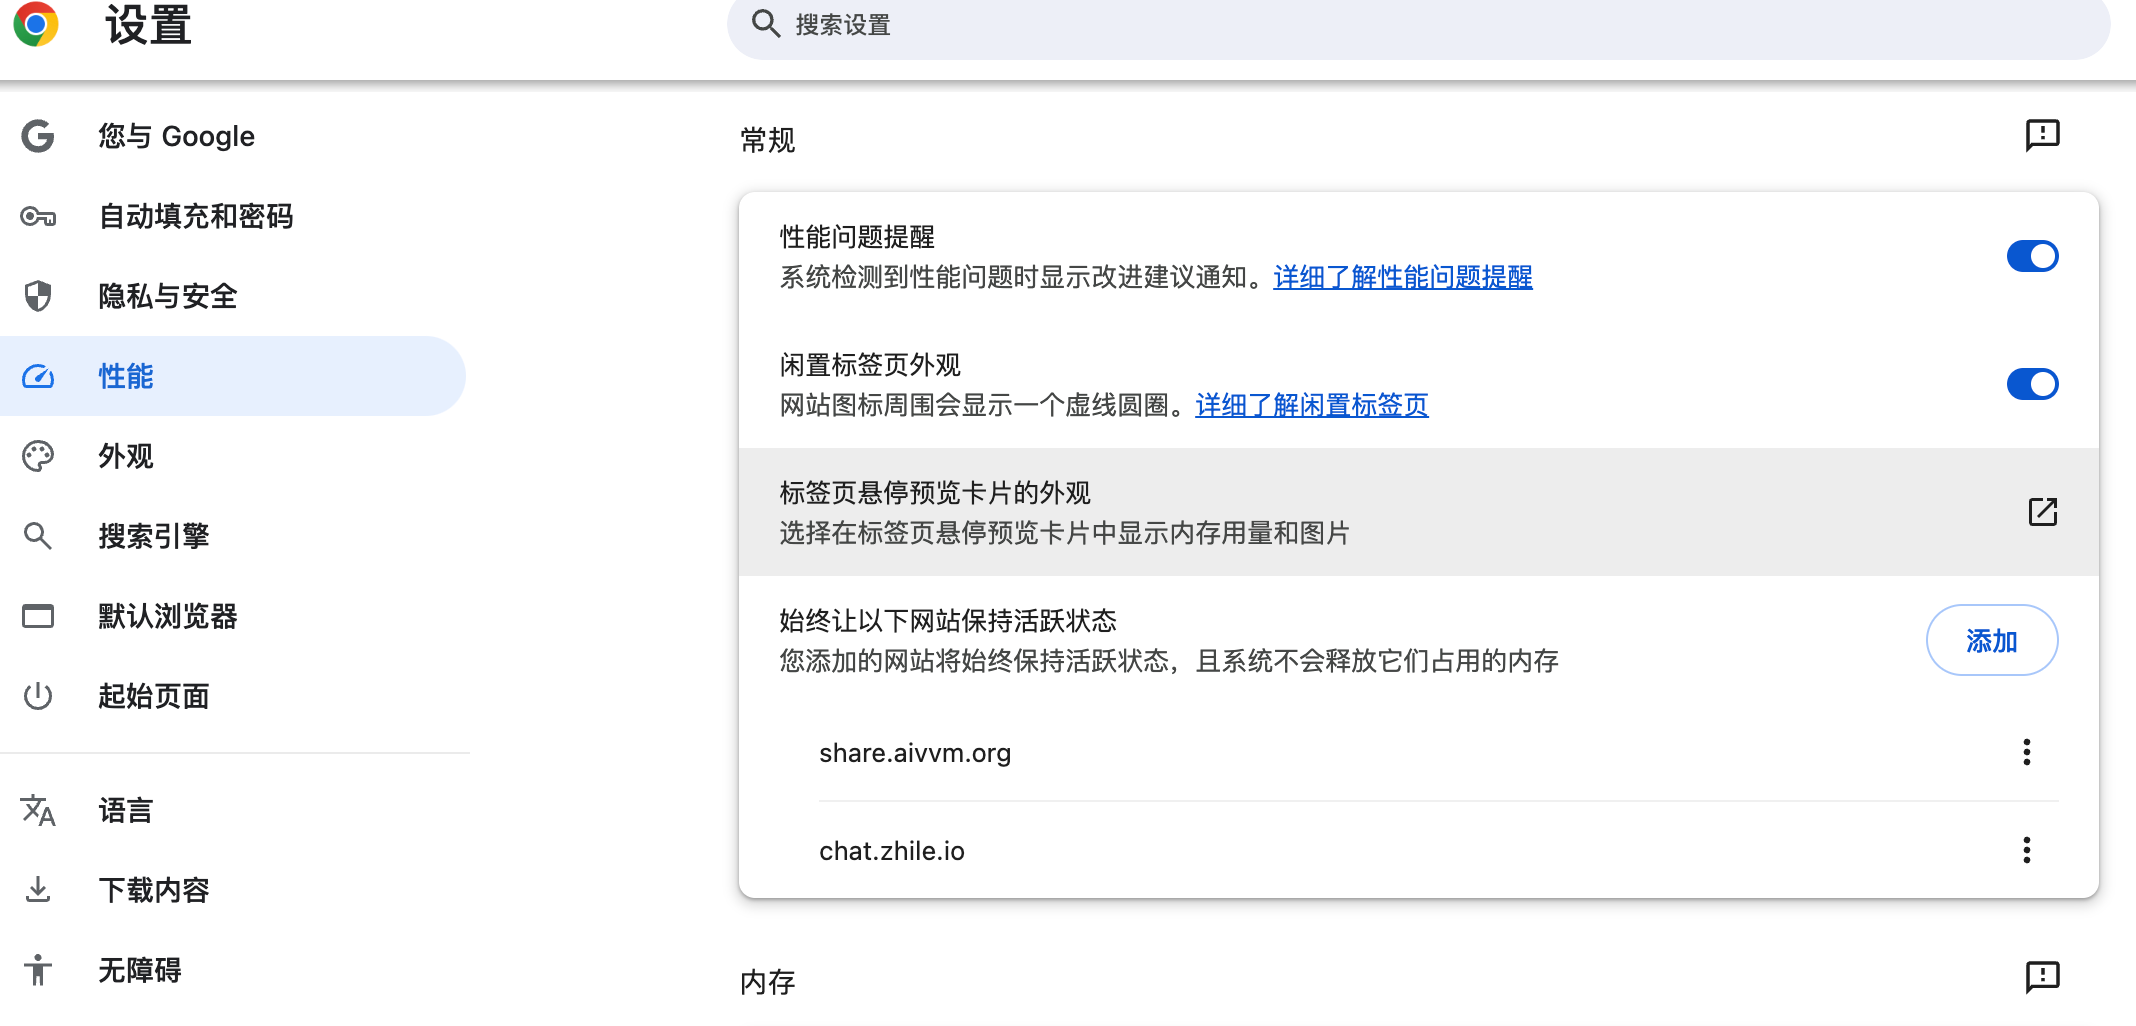 设置
搜索设置
您与 Google
自动填充和密码
隐私与安全
性能
外观
搜索引擎
默认浏览器
起始页面
语言
下载内容
无障碍
常规
性能问题提醒
系统检测到性能问题时显示改进建议通知。详细了解性能问题提醒
闲置标签页外观
网站图标周围会显示一个虚线圆圈。详细了解闲置标签页
标签页悬停预览卡片的外观
选择在标签页悬停预览卡片中显示内存用量和图片
始终让以下网站保持活跃状态
您添加的网站将始终保持活跃状态，且系统不会释放它们占用的内存
添加
share.aivvm.org
chat.zhile.io
内存